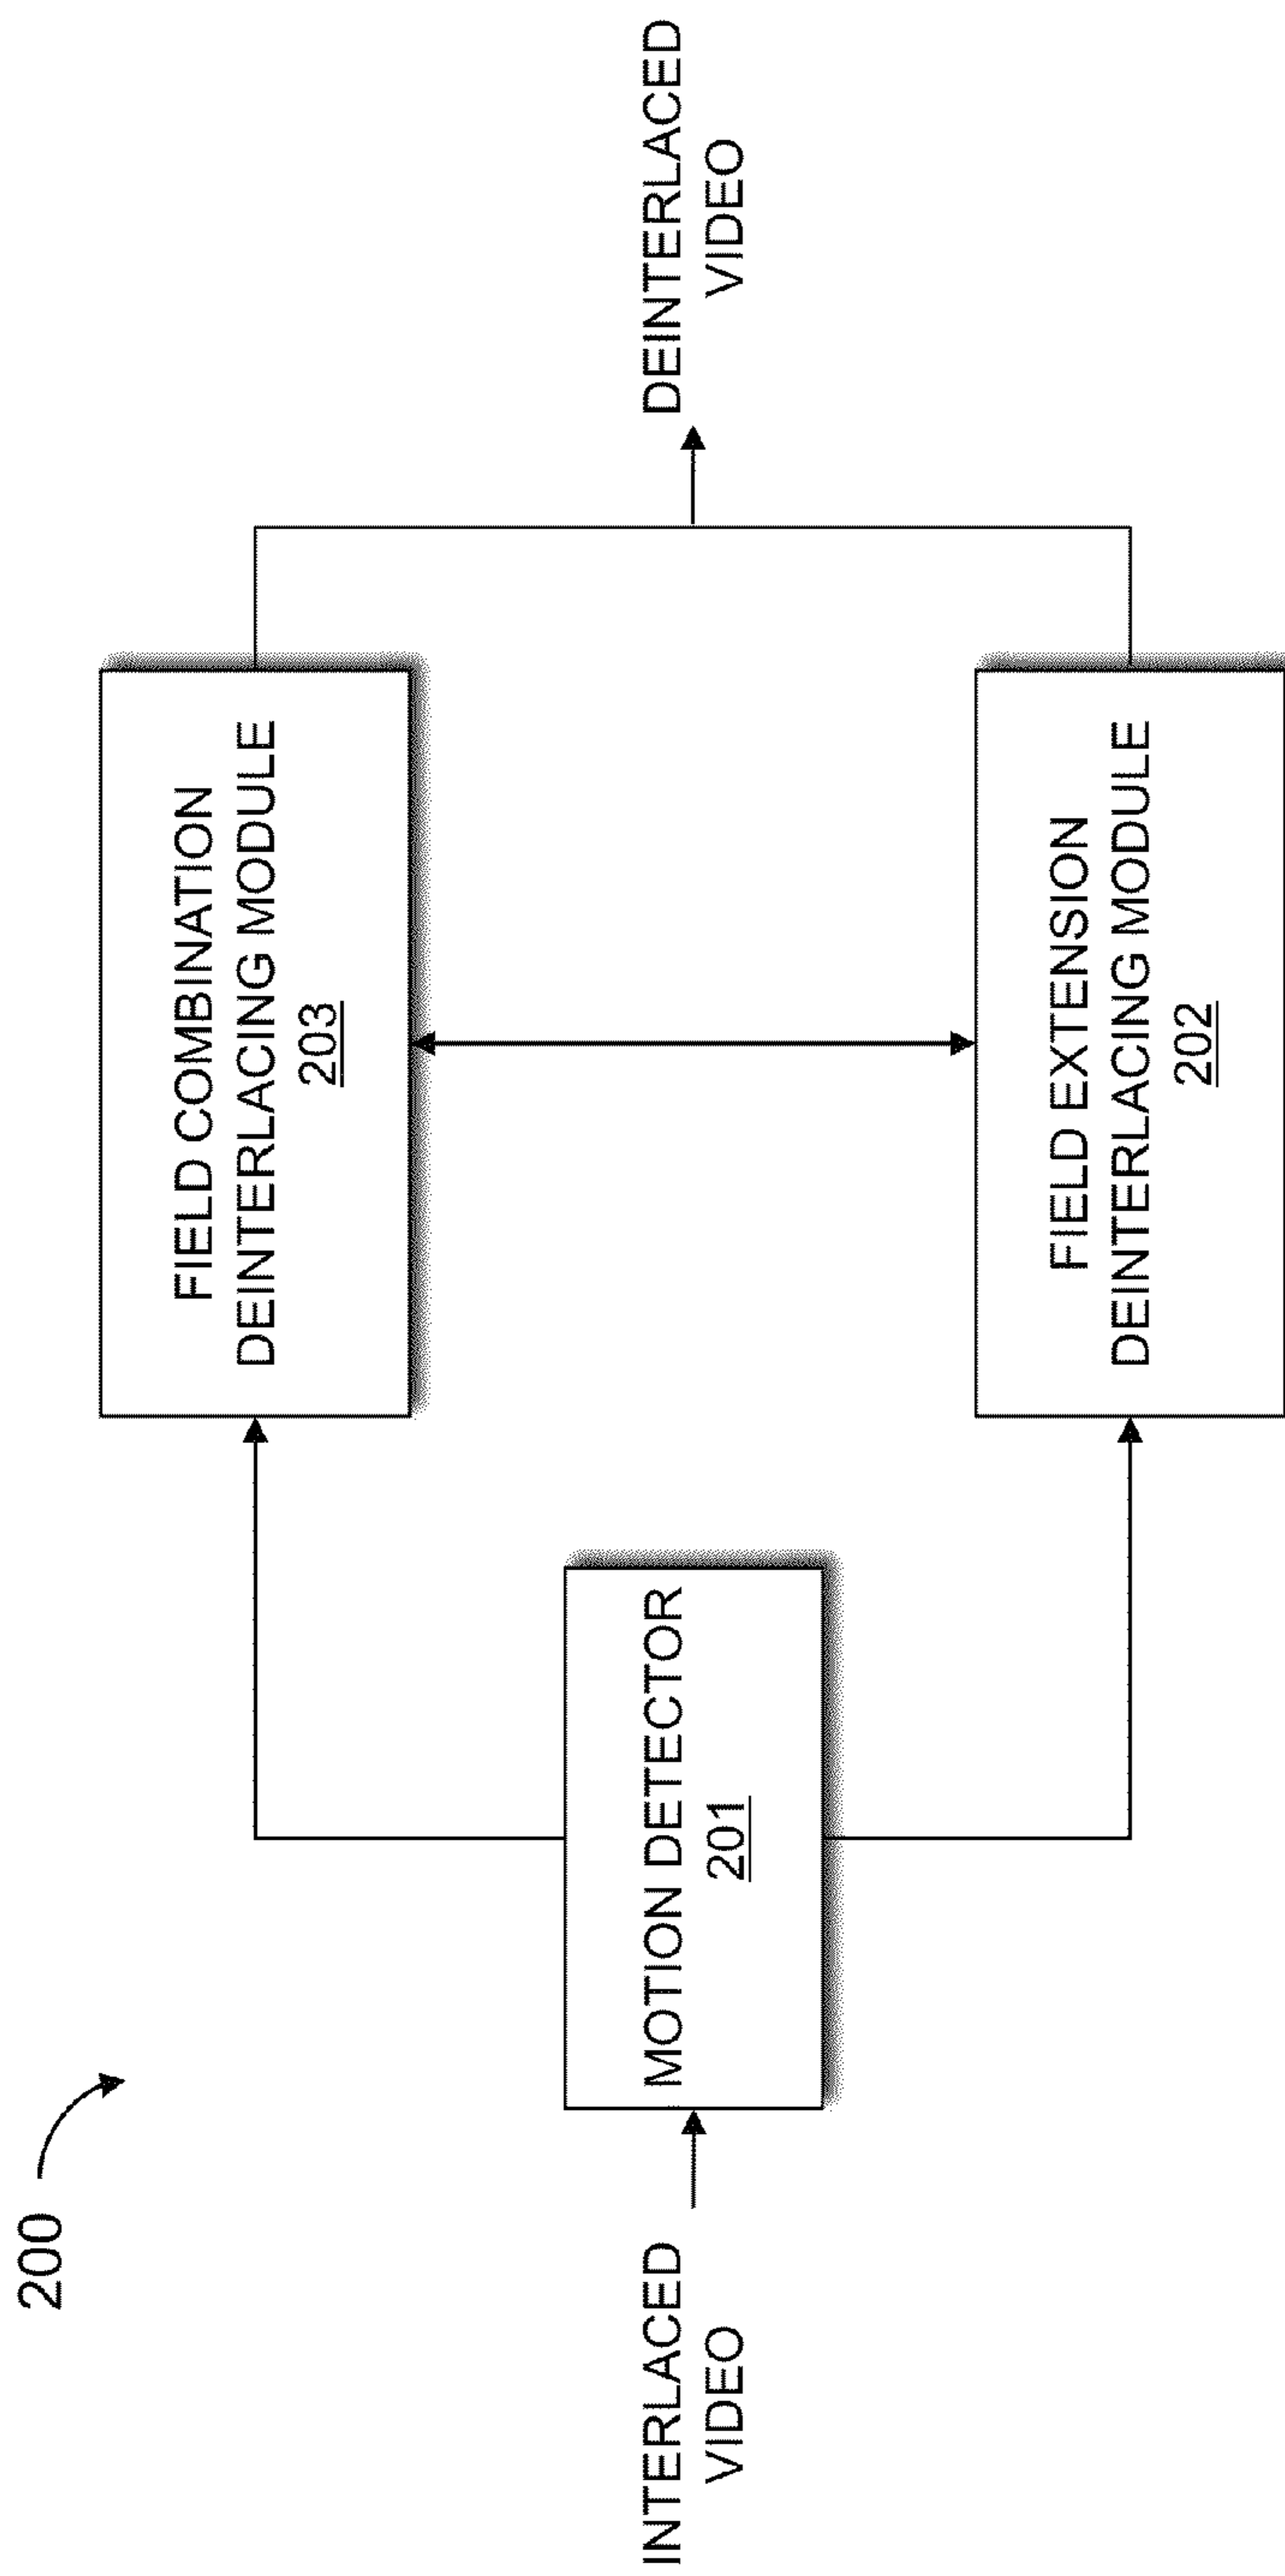 200
INTERLACED
VIDEO
MOTION DETECTOR
201
FIELD COMBINATION
DEINTERLACING MODULE
203
FIELD EXTENSION
DEINTERLACING MODULE
202
DEINTERLACED
VIDEO